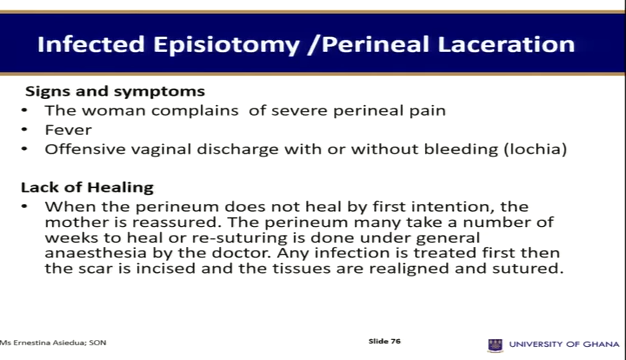 Infected Episiotomy /Perineal Laceration
Signs and symptoms
• The woman complains of severe perineal pain
• Fever
• Offensive vaginal discharge with or without bleeding (lochia)
Lack of Healing
• When the perineum does not heal by first intention, the
mother is reassured. The perineum many take a number of
weeks to heal or re-suturing is done under general
anaesthesia by the doctor. Any infection is treated first then
the scar is incised and the tissues are realigned and sutured.
Ms Ernestina Asiedua; SON
Slide 76
UNIVERSITY OF GHANA